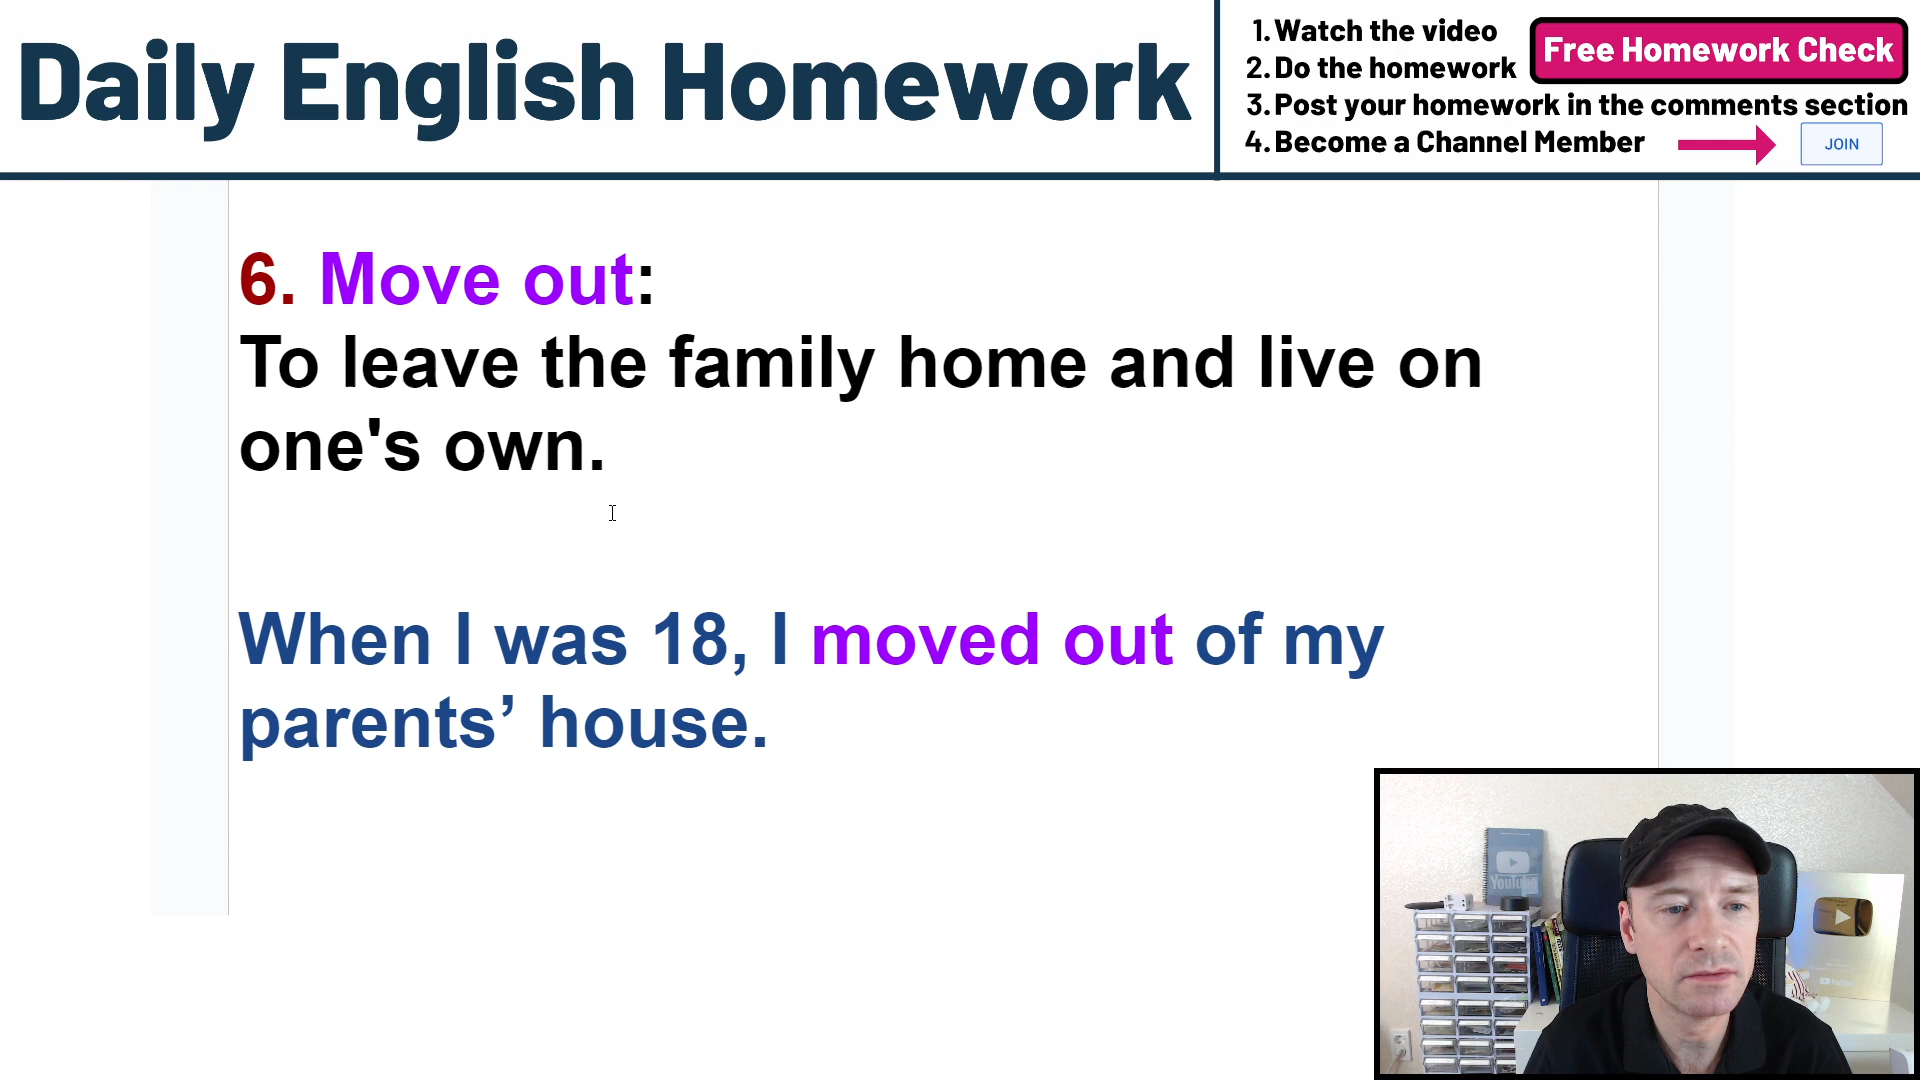 Daily English Homework
1. Watch the video
2. Do the homework
Free Homework Check
3. Post your homework in the comments section
4. Become a Channel Member
JOIN
6. Move out:
To leave the family home and live on
one's own.
When I was 18, I moved out of my
parents’ house.
YouTube
YouTube